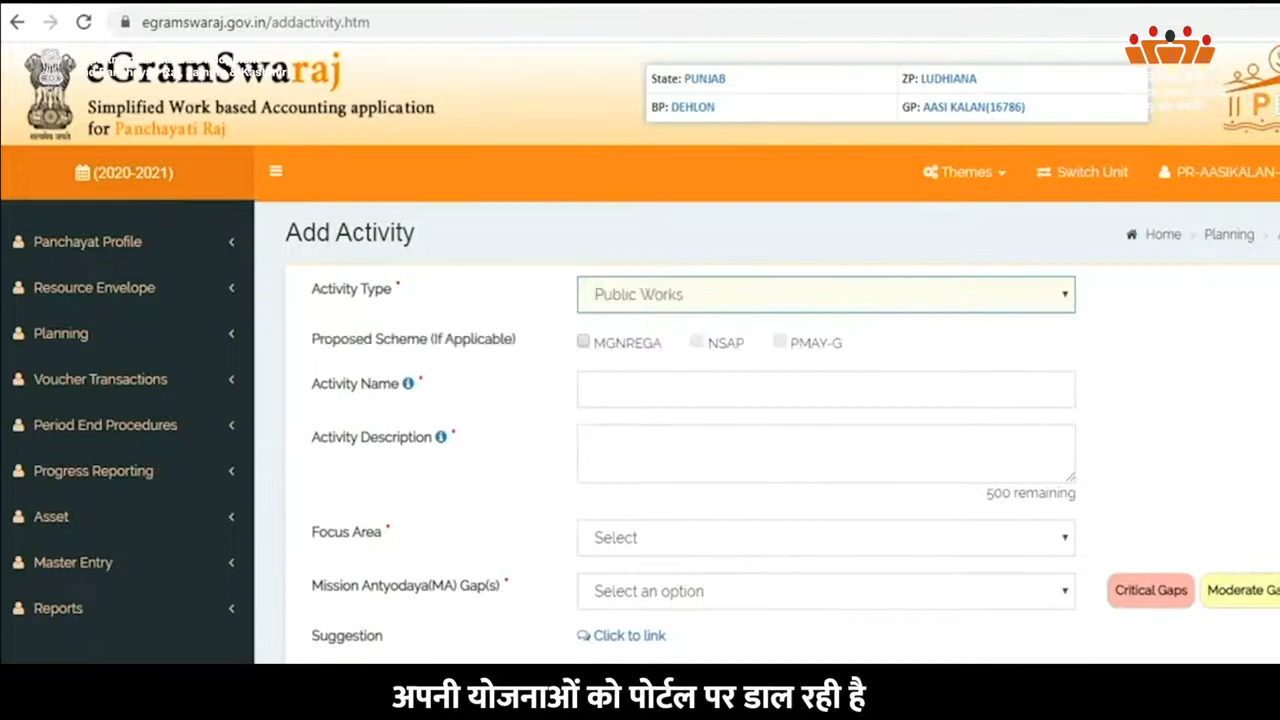 egramswaraj.gov.in/addactivity.htm
eGramSwaraj
Simplified Work based Accounting application
for Panchayati Raj
State: PUNJAB
ZP: LUDHIANA
BP: DEHLON
GP: AASI KALAN(16786)
(2020-2021)
Themes
Switch Unit
PR-AASIKALAN-
Panchayat Profile
Resource Envelope
Planning
Voucher Transactions
Period End Procedures
Progress Reporting
Asset
Master Entry
Reports
Add Activity
Home
Planning
Activity Type *
Public Works
Proposed Scheme (If Applicable)
MGNREGA
NSAP
PMAY-G
Activity Name *
Activity Description *
500 remaining
Focus Area *
Select
Mission Antyodaya(MA) Gap(s) *
Select an option
Critical Gaps
Moderate Ga
Suggestion
Click to link
अपनी योजनाओं को पोर्टल पर डाल रही है